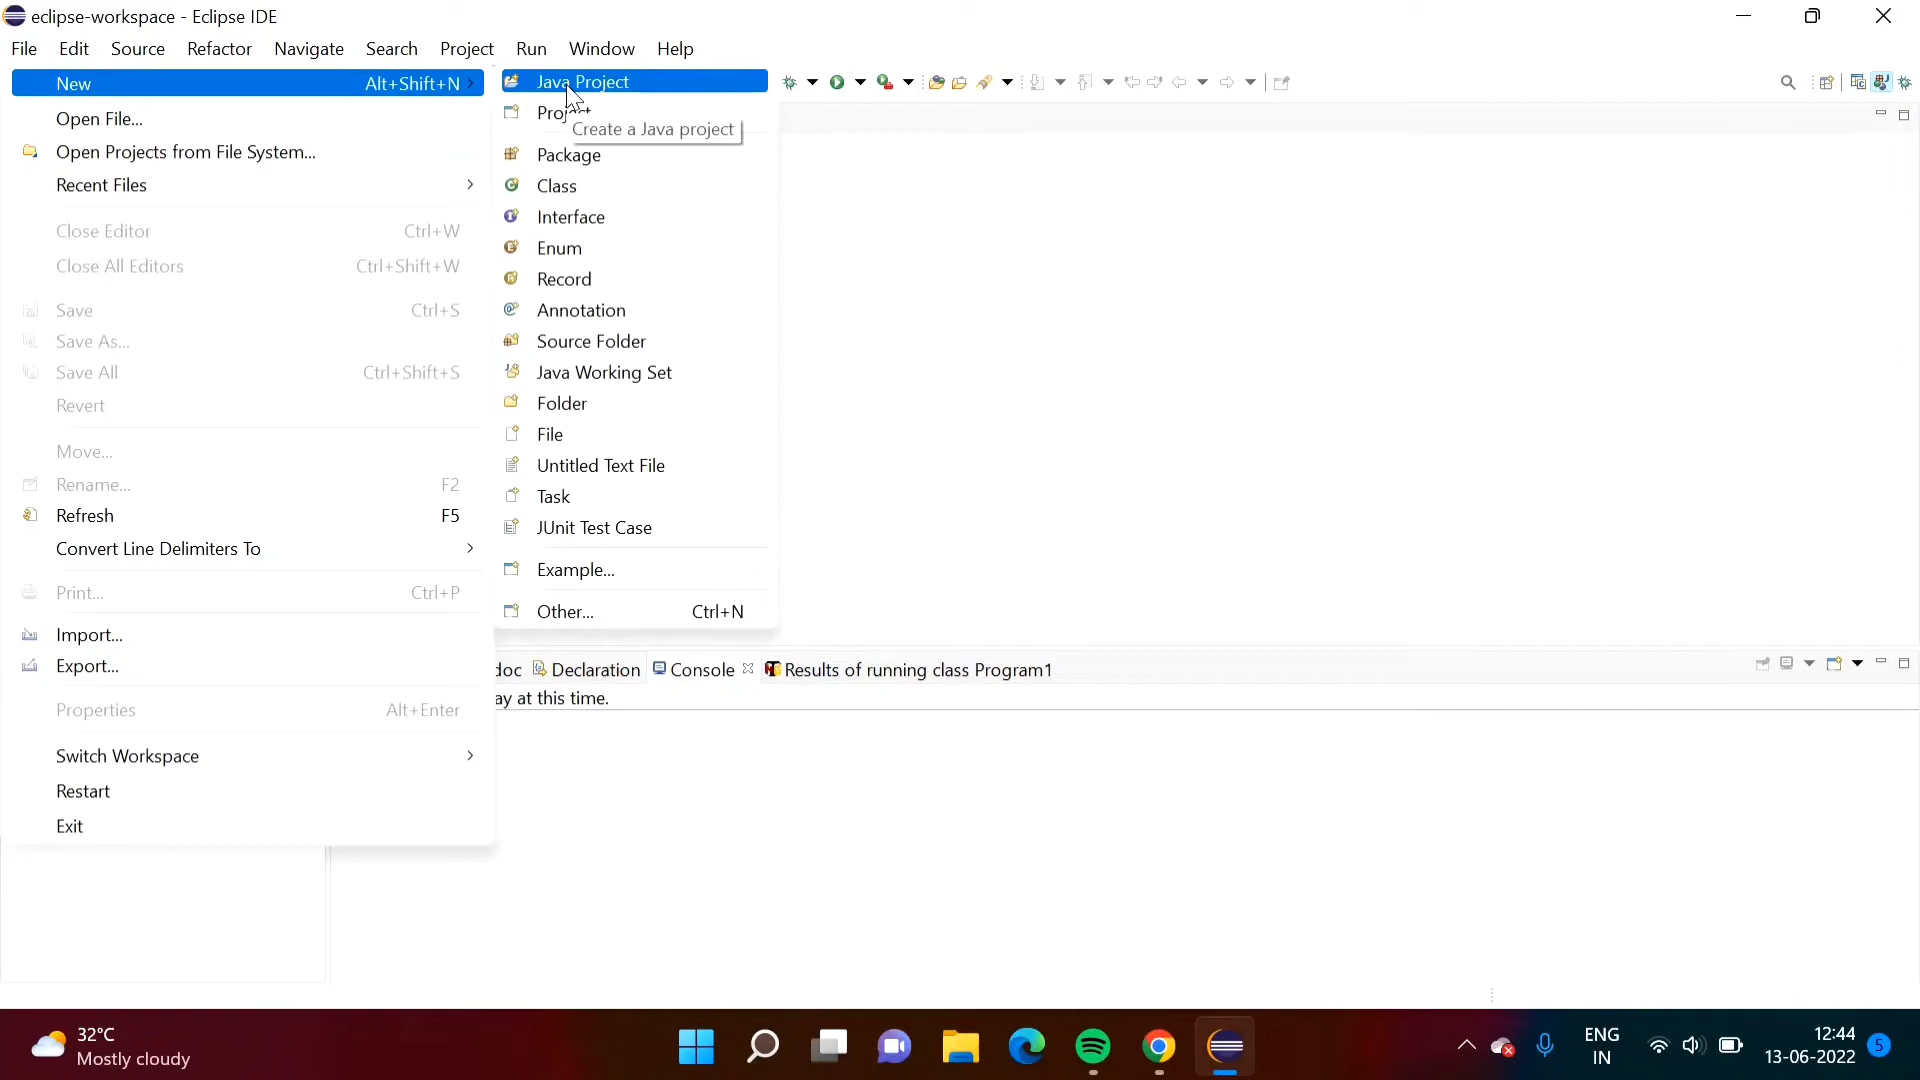 eclipse-workspace - Eclipse IDE
File Edit Source Refactor Navigate Search Project Run Window Help
New Alt+Shift+N
Open File...
Open Projects from File System...
Recent Files
Close Editor Ctrl+W
Close All Editors Ctrl+Shift+W
Save Ctrl+S
Save As...
Save All Ctrl+Shift+S
Revert
Move...
Rename... F2
Refresh F5
Convert Line Delimiters To
Print... Ctrl+P
Import...
Export...
Properties Alt+Enter
Switch Workspace
Restart
Exit
Java Project
Project
Create a Java project
Package
Class
Interface
Enum
Record
Annotation
Source Folder
Java Working Set
Folder
File
Untitled Text File
Task
JUnit Test Case
Example...
Other... Ctrl+N
doc Declaration Console Results of running class Program1
ay at this time.
32°C
Mostly cloudy
ENG
IN
12:44
13-06-2022
5